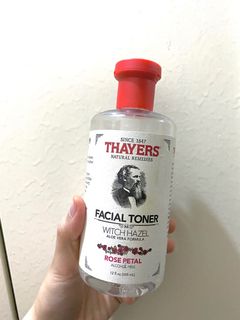 SINCE 1847
THAYERS
NATURAL REMEDIES
FACIAL TONER
WITCH HAZEL
ALOE VERA FORMULA
ROSE PETAL
ALCOHOL-FREE